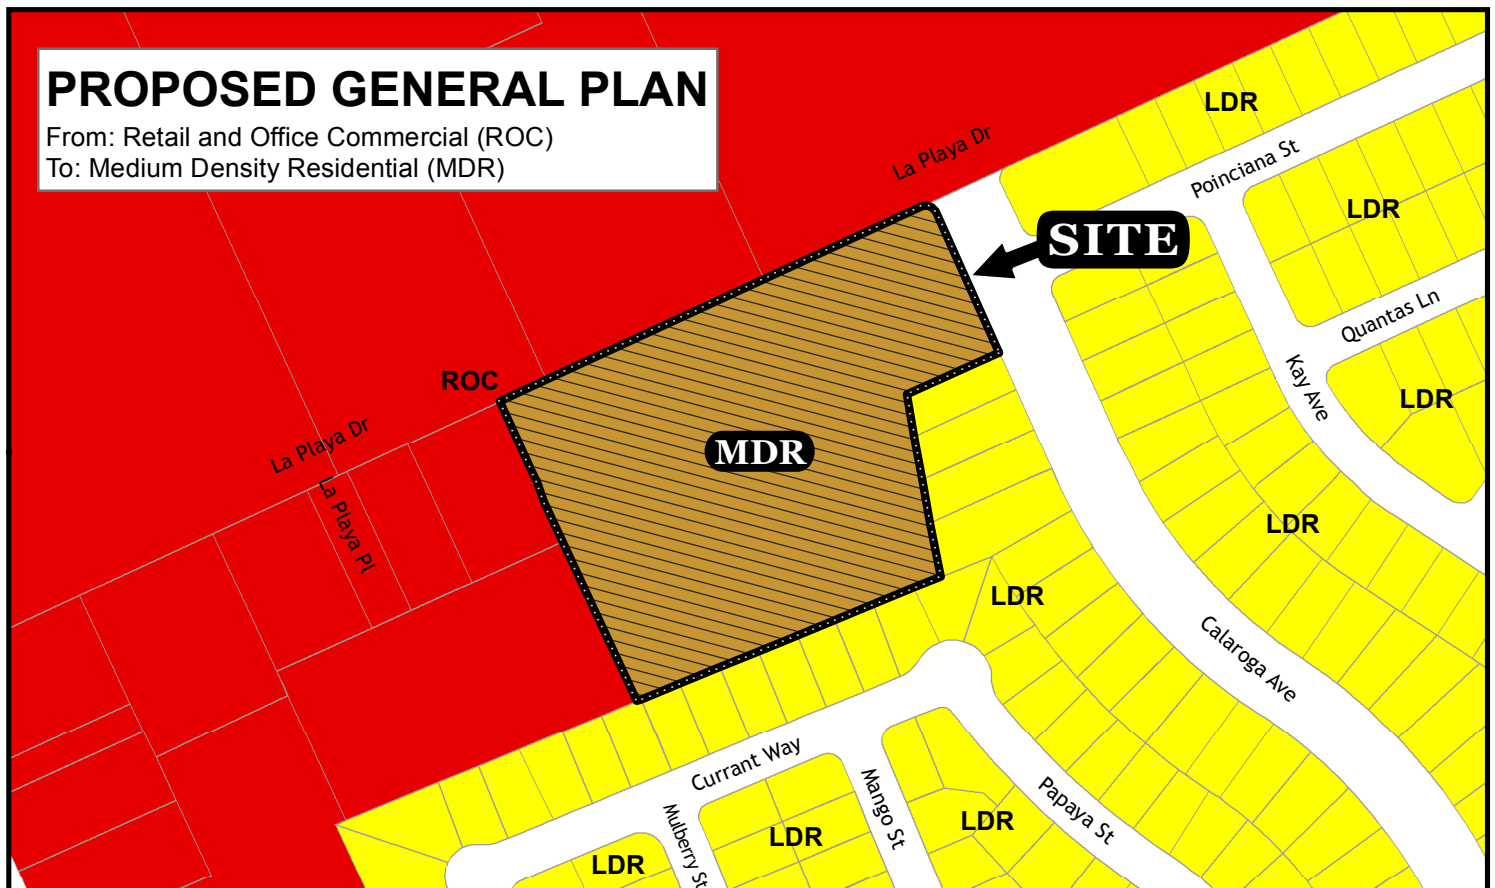 PROPOSED GENERAL PLAN
From: Retail and Office Commercial (ROC)
To: Medium Density Residential (MDR)
LDR
La Playa Dr
Poinciana St
LDR
SITE
Quantas Ln
Kay Ave
ROC
LDR
La Playa Dr
MDR
La Playa Pl
LDR
LDR
Calaroga Ave
Currant Way
Mulberry St
Mango St
Papaya St
LDR
LDR
LDR